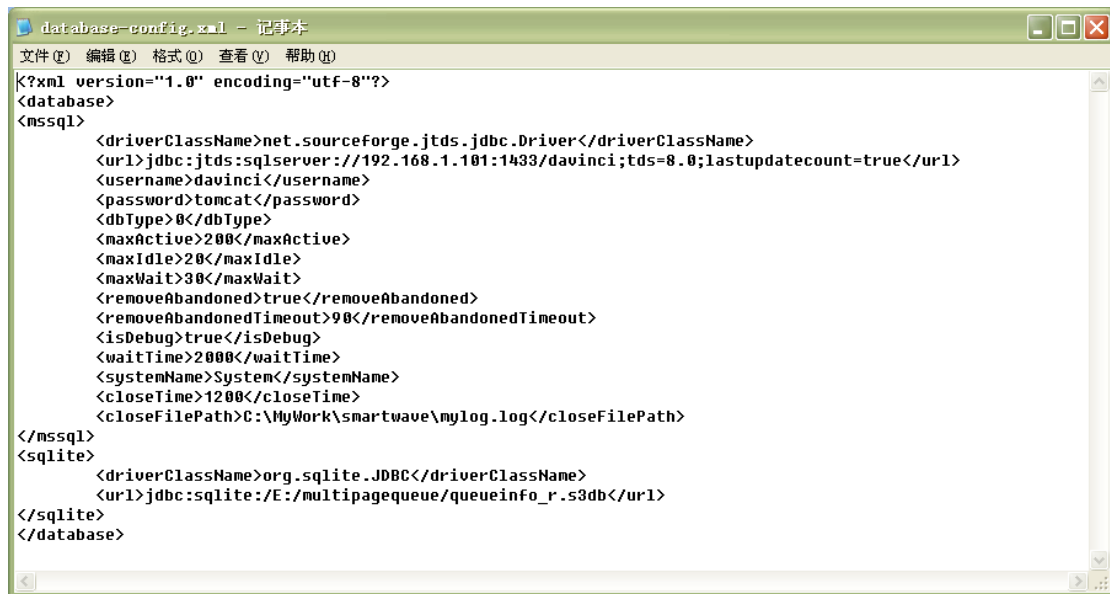 database-config.xml - 记事本
文件(F) 编辑(E) 格式(O) 查看(V) 帮助(H)
<?xml version="1.0" encoding="utf-8"?>
<database>
<mssql>
<driverClassName>net.sourceforge.jtds.jdbc.Driver</driverClassName>
<url>jdbc:jtds:sqlserver://192.168.1.101:1433/davinci;tds=8.0;lastupdatecount=true</url>
<username>davinci</username>
<password>tomcat</password>
<dbType>0</dbType>
<maxActive>200</maxActive>
<maxIdle>20</maxIdle>
<maxWait>30</maxWait>
<removeAbandoned>true</removeAbandoned>
<removeAbandonedTimeout>90</removeAbandonedTimeout>
<isDebug>true</isDebug>
<waitTime>2000</waitTime>
<systemName>System</systemName>
<closeTime>1200</closeTime>
<closeFilePath>C:\MyWork\smartwave\mylog.log</closeFilePath>
</mssql>
<sqlite>
<driverClassName>org.sqlite.JDBC</driverClassName>
<url>jdbc:sqlite:/E:/multipagequeue/queueinfo_r.s3db</url>
</sqlite>
</database>